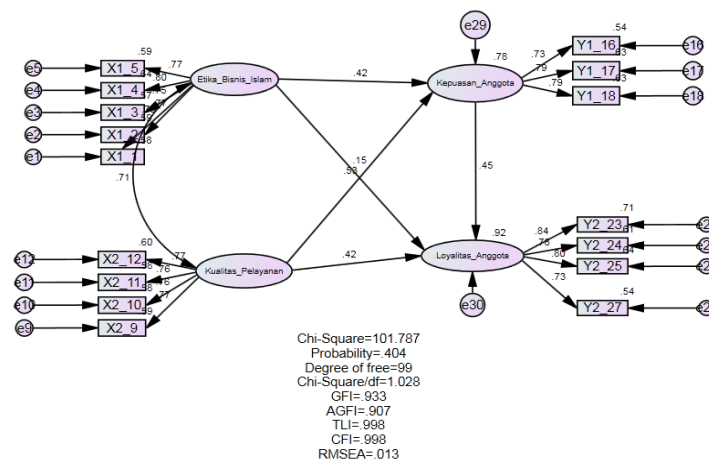 e29
.54
.59
.78
Y1_16
e16
e5
X1_5
.77
.73
.63
e4
X1_4
.80
Etika_Bisnis_Islam
.42
Kepuasan_Anggota
.79
Y1_17
e17
e3
X1_3
.79
Y1_18
e18
e2
X1_2
e1
X1_1
.15
.53
.45
.71
.71
.92
.84
Y2_23
.60
Y2_24
e12
X2_12
.77
.42
Loyalitas_Anggota
.80
Y2_25
e11
X2_11
.76
Kualitas_Pelayanan
.73
.54
e10
X2_10
Y2_27
e9
X2_9
.77
e30
Chi-Square=101.787
Probability=.404
Degree of free=99
Chi-Square/df=1.028
GFI=.933
AGFI=.907
TLI=.998
CFI=.998
RMSEA=.013